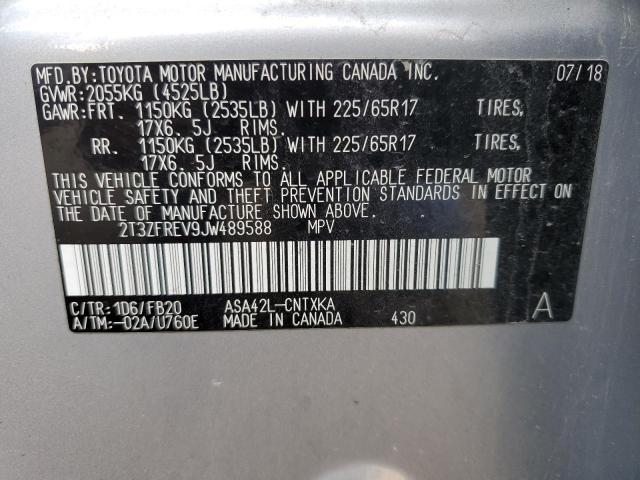 MFD.BY:TOYOTA MOTOR MANUFACTURING CANADA INC. 07/18
GVWR:2055KG (4525LB)
GAWR:FRT. 1150KG (2535LB) WITH 225/65R17 TIRES,
17X6. 5J RIMS.
RR. 1150KG (2535LB) WITH 225/65R17 TIRES,
17X6. 5J RIMS.
THIS VEHICLE CONFORMS TO ALL APPLICABLE FEDERAL MOTOR
VEHICLE SAFETY AND THEFT PREVENTION STANDARDS IN EFFECT ON
THE DATE OF MANUFACTURE SHOWN ABOVE.
2T3ZFREV9JW489588 MPV
C/TR:1D6/FB20 ASA42L-CNTXKA A
A/TM:-02A/U760E MADE IN CANADA 430